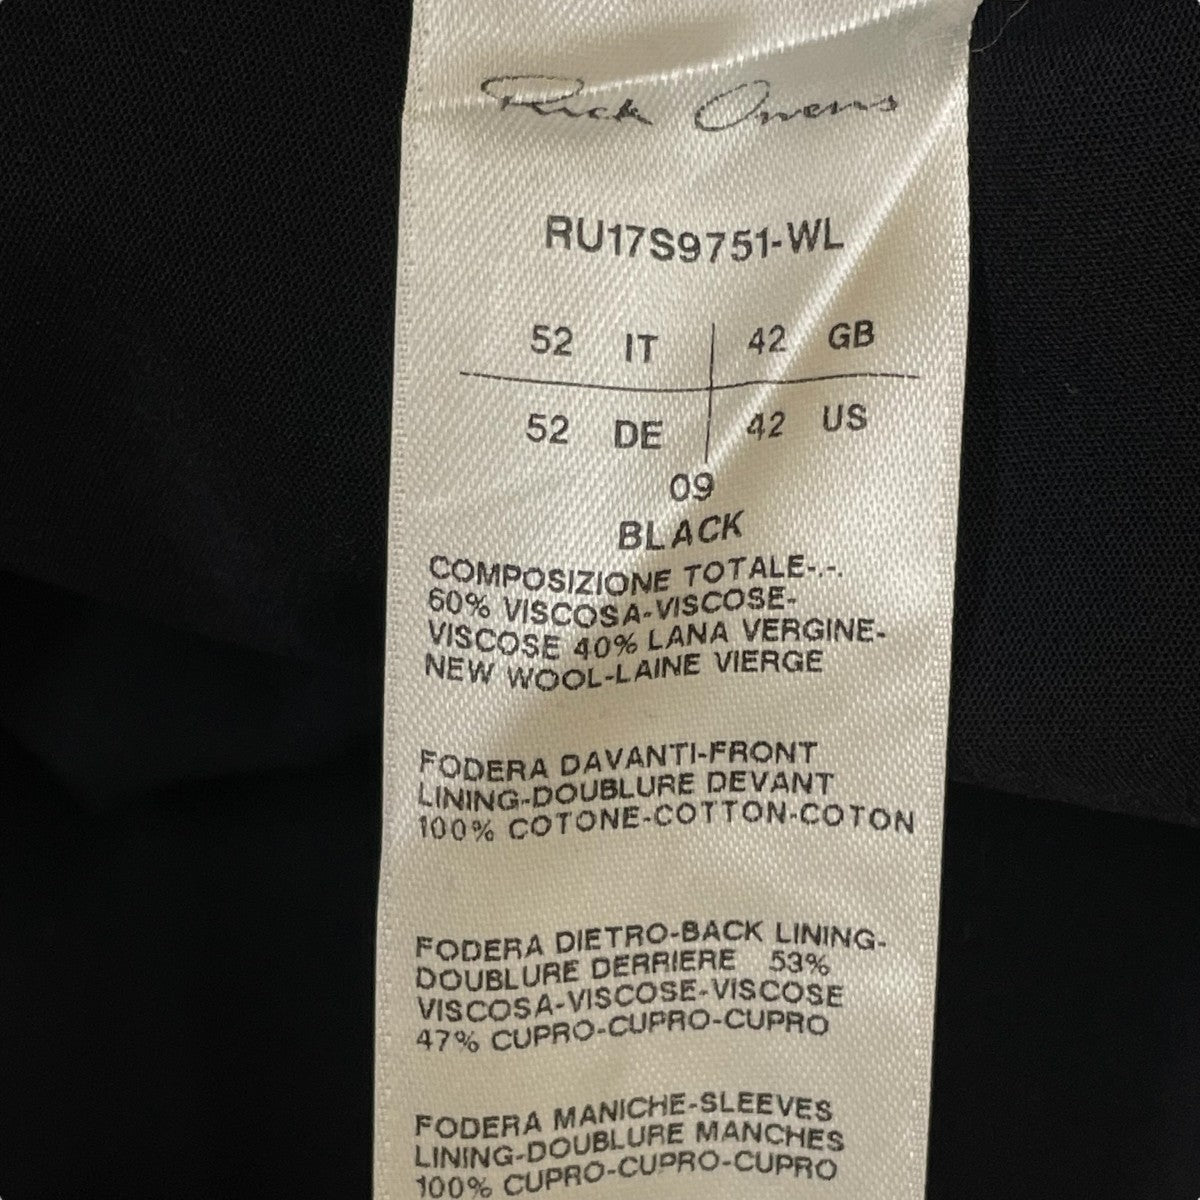 Rick Owens
RU17S9751-WL
52 IT 42 GB
52 DE 42 US
09
BLACK
COMPOSIZIONE TOTALE-.-.
60% VISCOSA-VISCOSE-
VISCOSE 40% LANA VERGINE-
NEW WOOL-LAINE VIERGE
FODERA DAVANTI-FRONT
LINING-DOUBLURE DEVANT
100% COTONE-COTTON-COTON
FODERA DIETRO-BACK LINING-
DOUBLURE DERRIERE 53%
VISCOSA-VISCOSE-VISCOSE
47% CUPRO-CUPRO-CUPRO
FODERA MANICHE-SLEEVES
LINING-DOUBLURE MANCHES
100% CUPRO-CUPRO-CUPRO